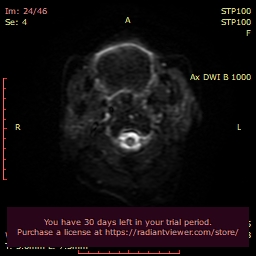 Im: 24/46
Se: 4
STP100
STP100
F
A
Ax DWI B 1000
R
L
You have 30 days left in your trial period.
Purchase a license at https://radiantviewer.com/store/